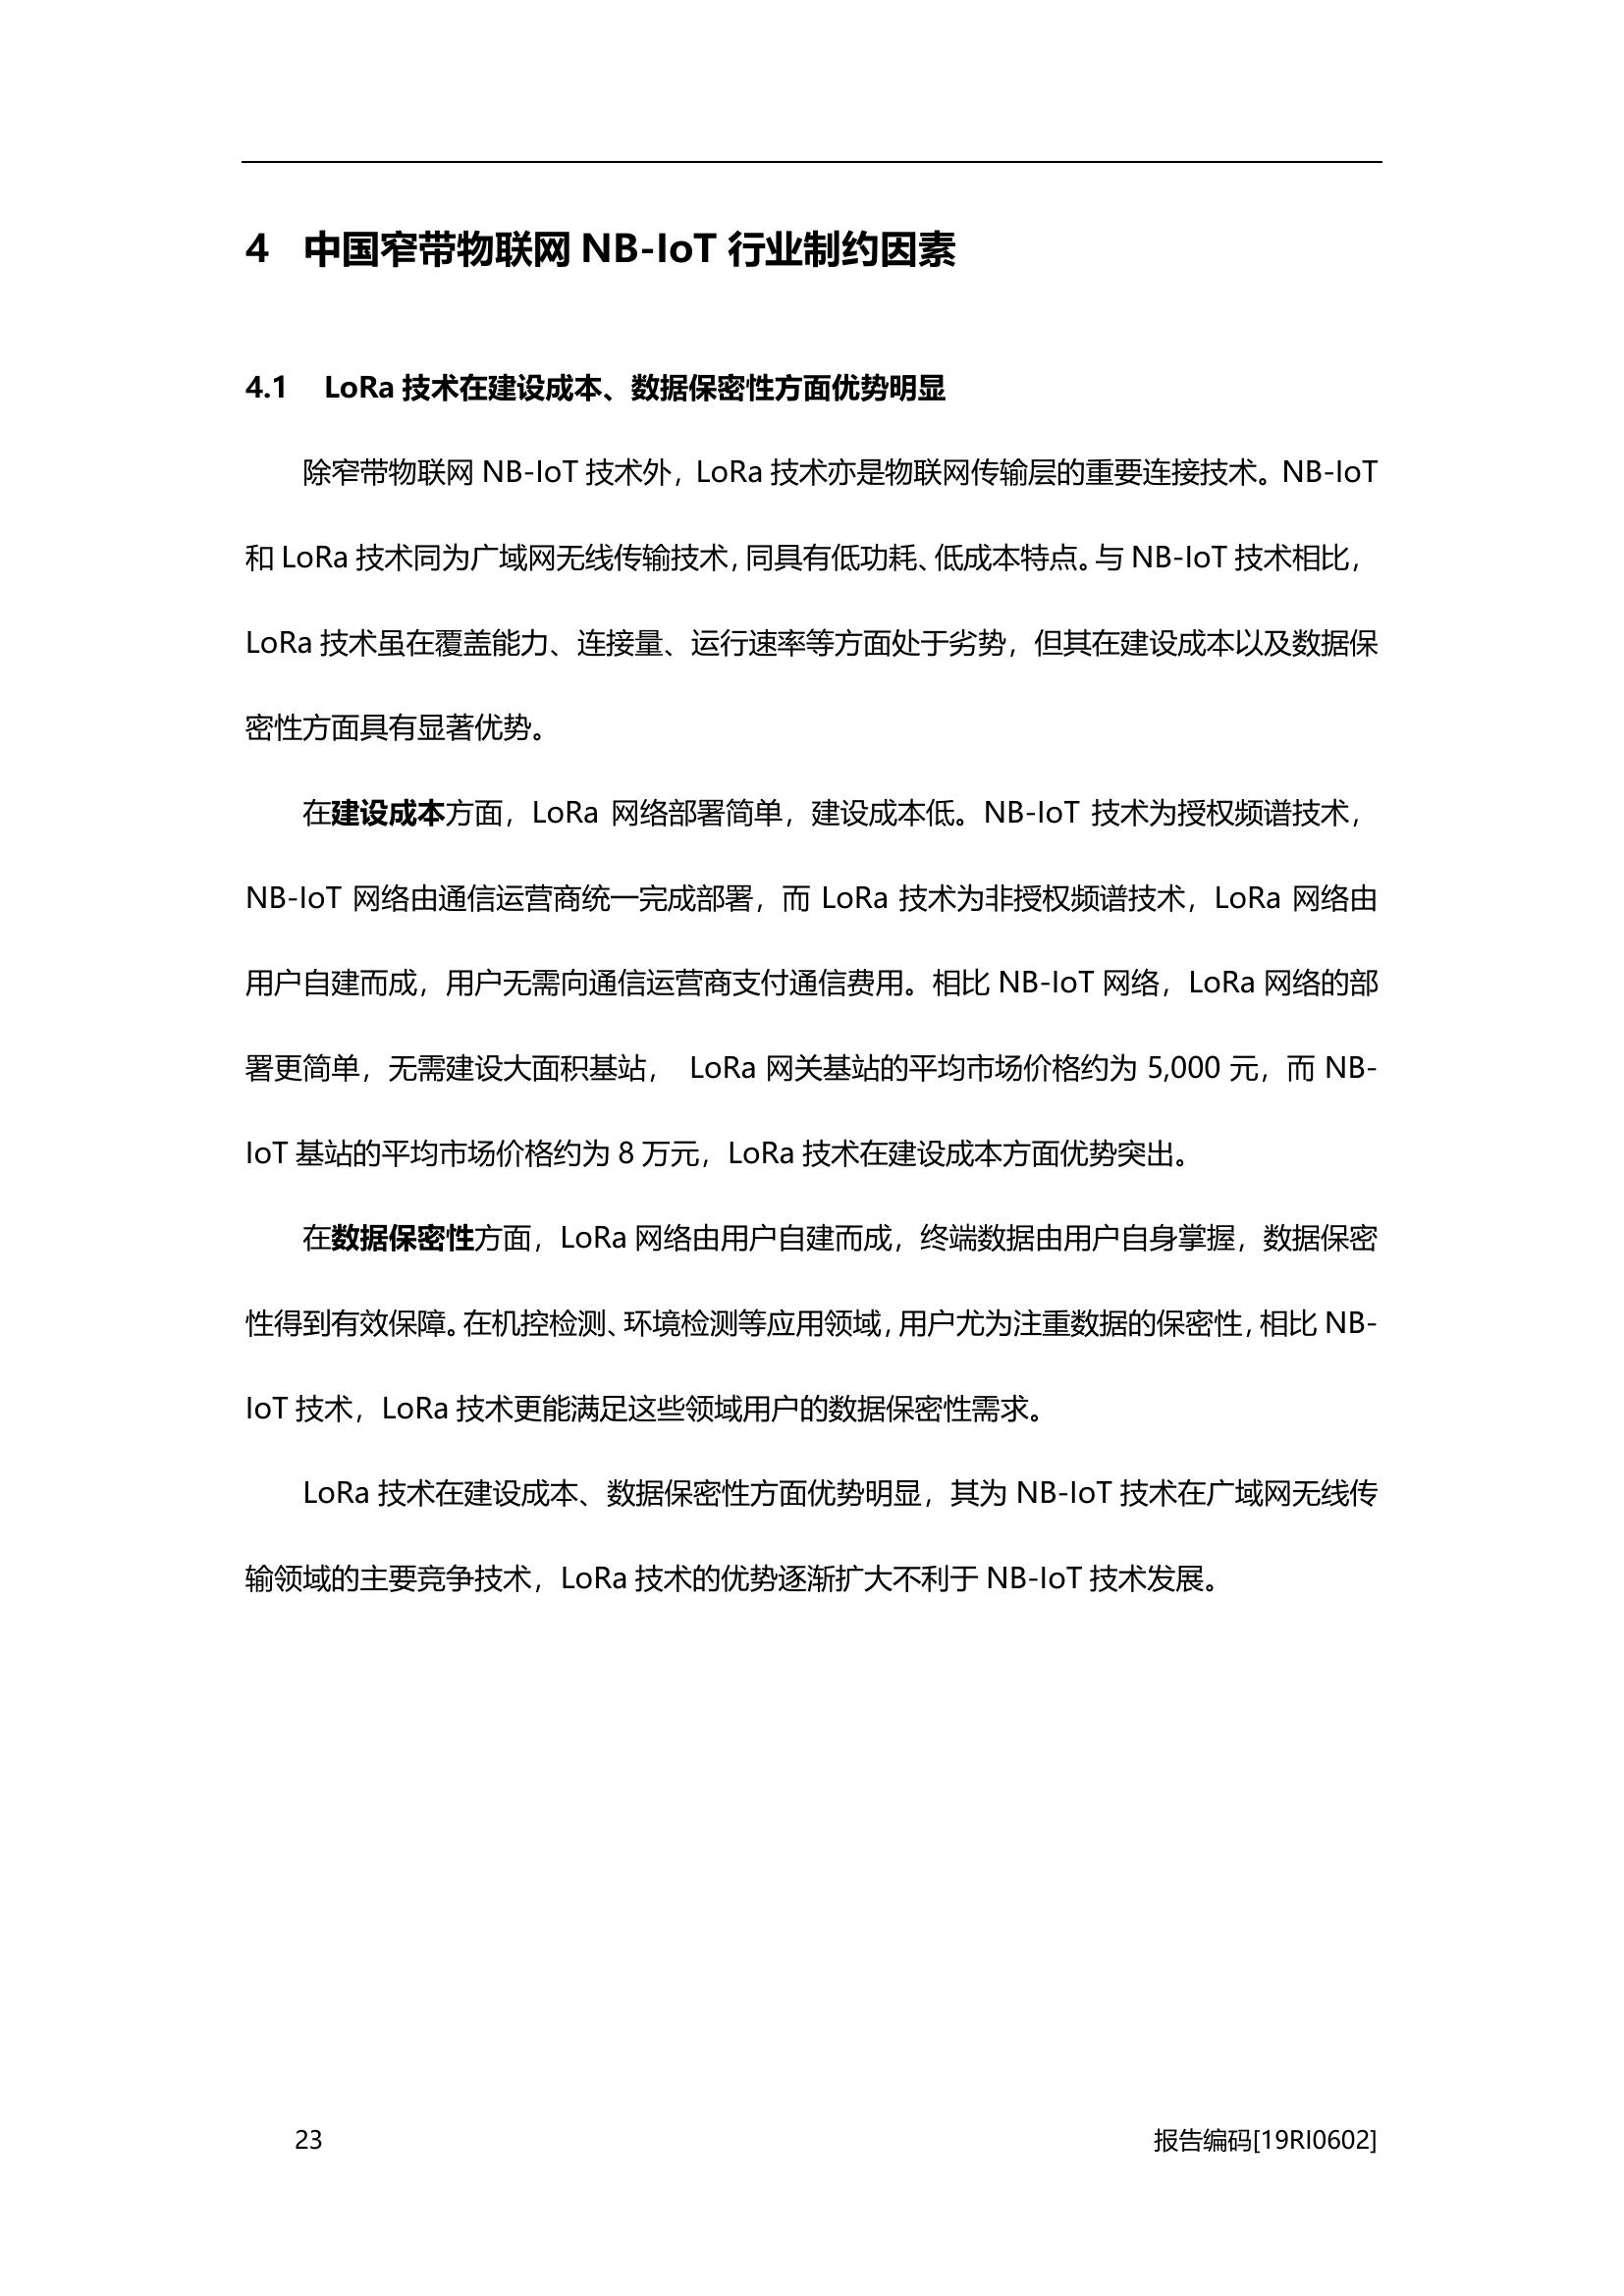 4 中国窄带物联网 NB-IoT 行业制约因素
4.1 LoRa 技术在建设成本、数据保密性方面优势明显
除窄带物联网 NB-IoT 技术外，LoRa 技术亦是物联网传输层的重要连接技术。NB-IoT
和 LoRa 技术同为广域网无线传输技术，同具有低功耗、低成本特点。与 NB-IoT 技术相比，
LoRa 技术虽在覆盖能力、连接量、运行速率等方面处于劣势，但其在建设成本以及数据保
密性方面具有显著优势。
在建设成本方面，LoRa 网络部署简单，建设成本低。NB-IoT 技术为授权频谱技术，
NB-IoT 网络由通信运营商统一完成部署，而 LoRa 技术为非授权频谱技术，LoRa 网络由
用户自建而成，用户无需向通信运营商支付通信费用。相比 NB-IoT 网络，LoRa 网络的部
署更简单，无需建设大面积基站， LoRa 网关基站的平均市场价格约为 5,000 元，而 NB-
IoT 基站的平均市场价格约为 8 万元，LoRa 技术在建设成本方面优势突出。
在数据保密性方面，LoRa 网络由用户自建而成，终端数据由用户自身掌握，数据保密
性得到有效保障。在机控检测、环境检测等应用领域，用户尤为注重数据的保密性，相比 NB-
IoT 技术，LoRa 技术更能满足这些领域用户的数据保密性需求。
LoRa 技术在建设成本、数据保密性方面优势明显，其为 NB-IoT 技术在广域网无线传
输领域的主要竞争技术，LoRa 技术的优势逐渐扩大不利于 NB-IoT 技术发展。
23 报告编码[19RI0602]